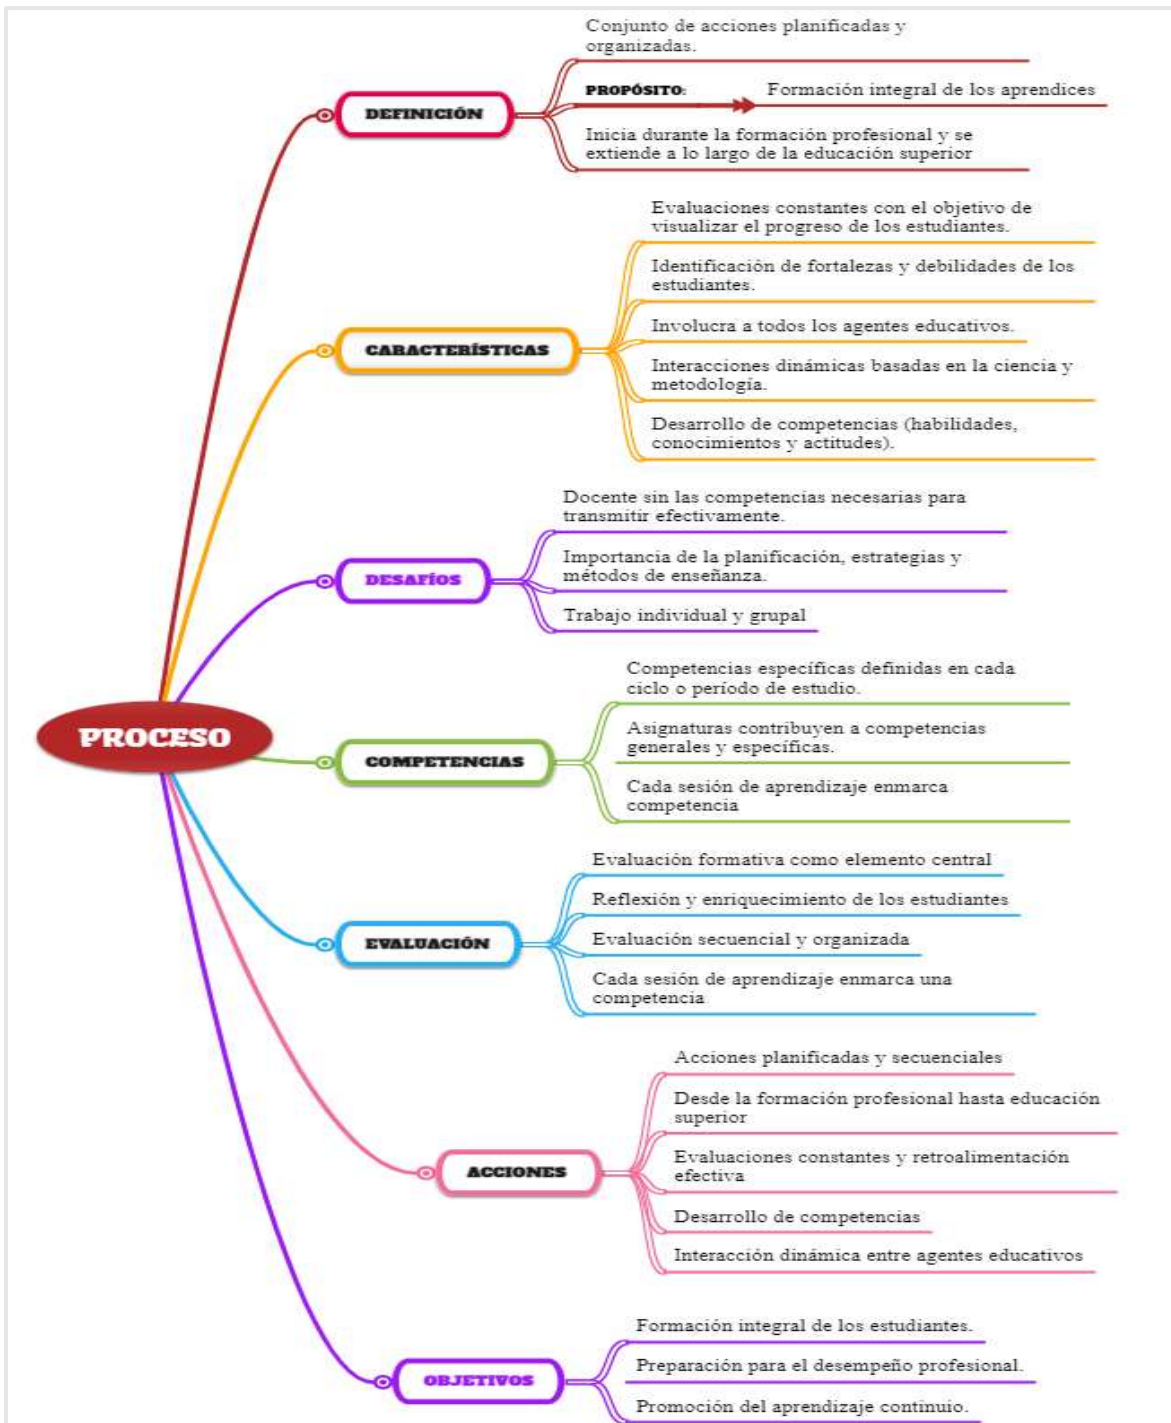 PROCESO
DEFINICIÓN
Conjunto de acciones planificadas y
organizadas.
PROPÓSITO:
Formación integral de los aprendices
Inicia durante la formación profesional y se
extiende a lo largo de la educación superior
CARACTERÍSTICAS
Evaluaciones constantes con el objetivo de
visualizar el progreso de los estudiantes.
Identificación de fortalezas y debilidades de los
estudiantes.
Involucra a todos los agentes educativos.
Interacciones dinámicas basadas en la ciencia y
metodología.
Desarrollo de competencias (habilidades,
conocimientos y actitudes).
DESAFÍOS
Docente sin las competencias necesarias para
transmitir efectivamente.
Importancia de la planificación, estrategias y
métodos de enseñanza.
Trabajo individual y grupal
COMPETENCIAS
Competencias específicas definidas en cada
ciclo o período de estudio.
Asignaturas contribuyen a competencias
generales y específicas.
Cada sesión de aprendizaje enmarca
competencia
EVALUACIÓN
Evaluación formativa como elemento central
Reflexión y enriquecimiento de los estudiantes
Evaluación secuencial y organizada
Cada sesión de aprendizaje enmarca una
competencia
ACCIONES
Acciones planificadas y secuenciales
Desde la formación profesional hasta educación
superior
Evaluaciones constantes y retroalimentación
efectiva
Desarrollo de competencias
Interacción dinámica entre agentes educativos
OBJETIVOS
Formación integral de los estudiantes.
Preparación para el desempeño profesional.
Promoción del aprendizaje continuio.